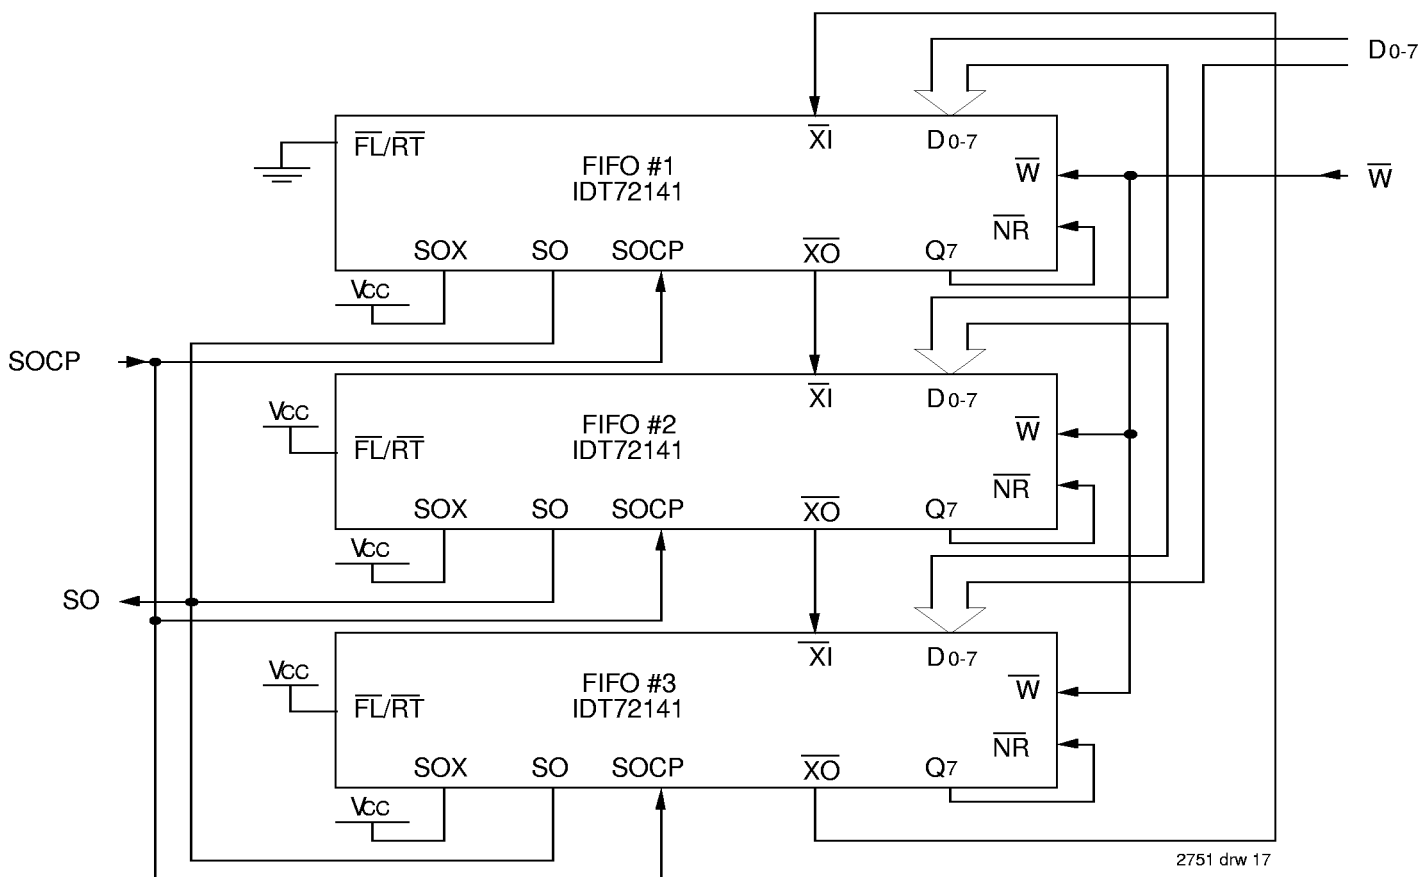 D0-7
FL/RT
XI
D0-7
FIFO #1
IDT72141
W
W
NR
SOX
SO
SOCP
XO
Q7
VCC
SOCP
VCC
XI
D0-7
FIFO #2
IDT72141
W
FL/RT
NR
SOX
SO
SOCP
XO
Q7
VCC
SO
VCC
XI
D0-7
FIFO #3
IDT72141
W
FL/RT
NR
SOX
SO
SOCP
XO
Q7
VCC
2751 drw 17